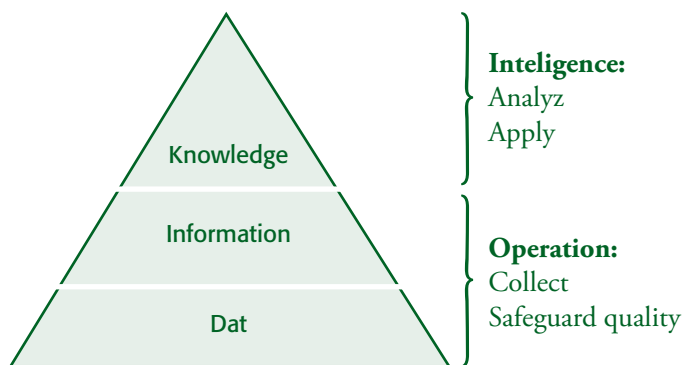 Knowledge
Information
Dat
Inteligence:
Analyz
Apply
Operation:
Collect
Safeguard quality